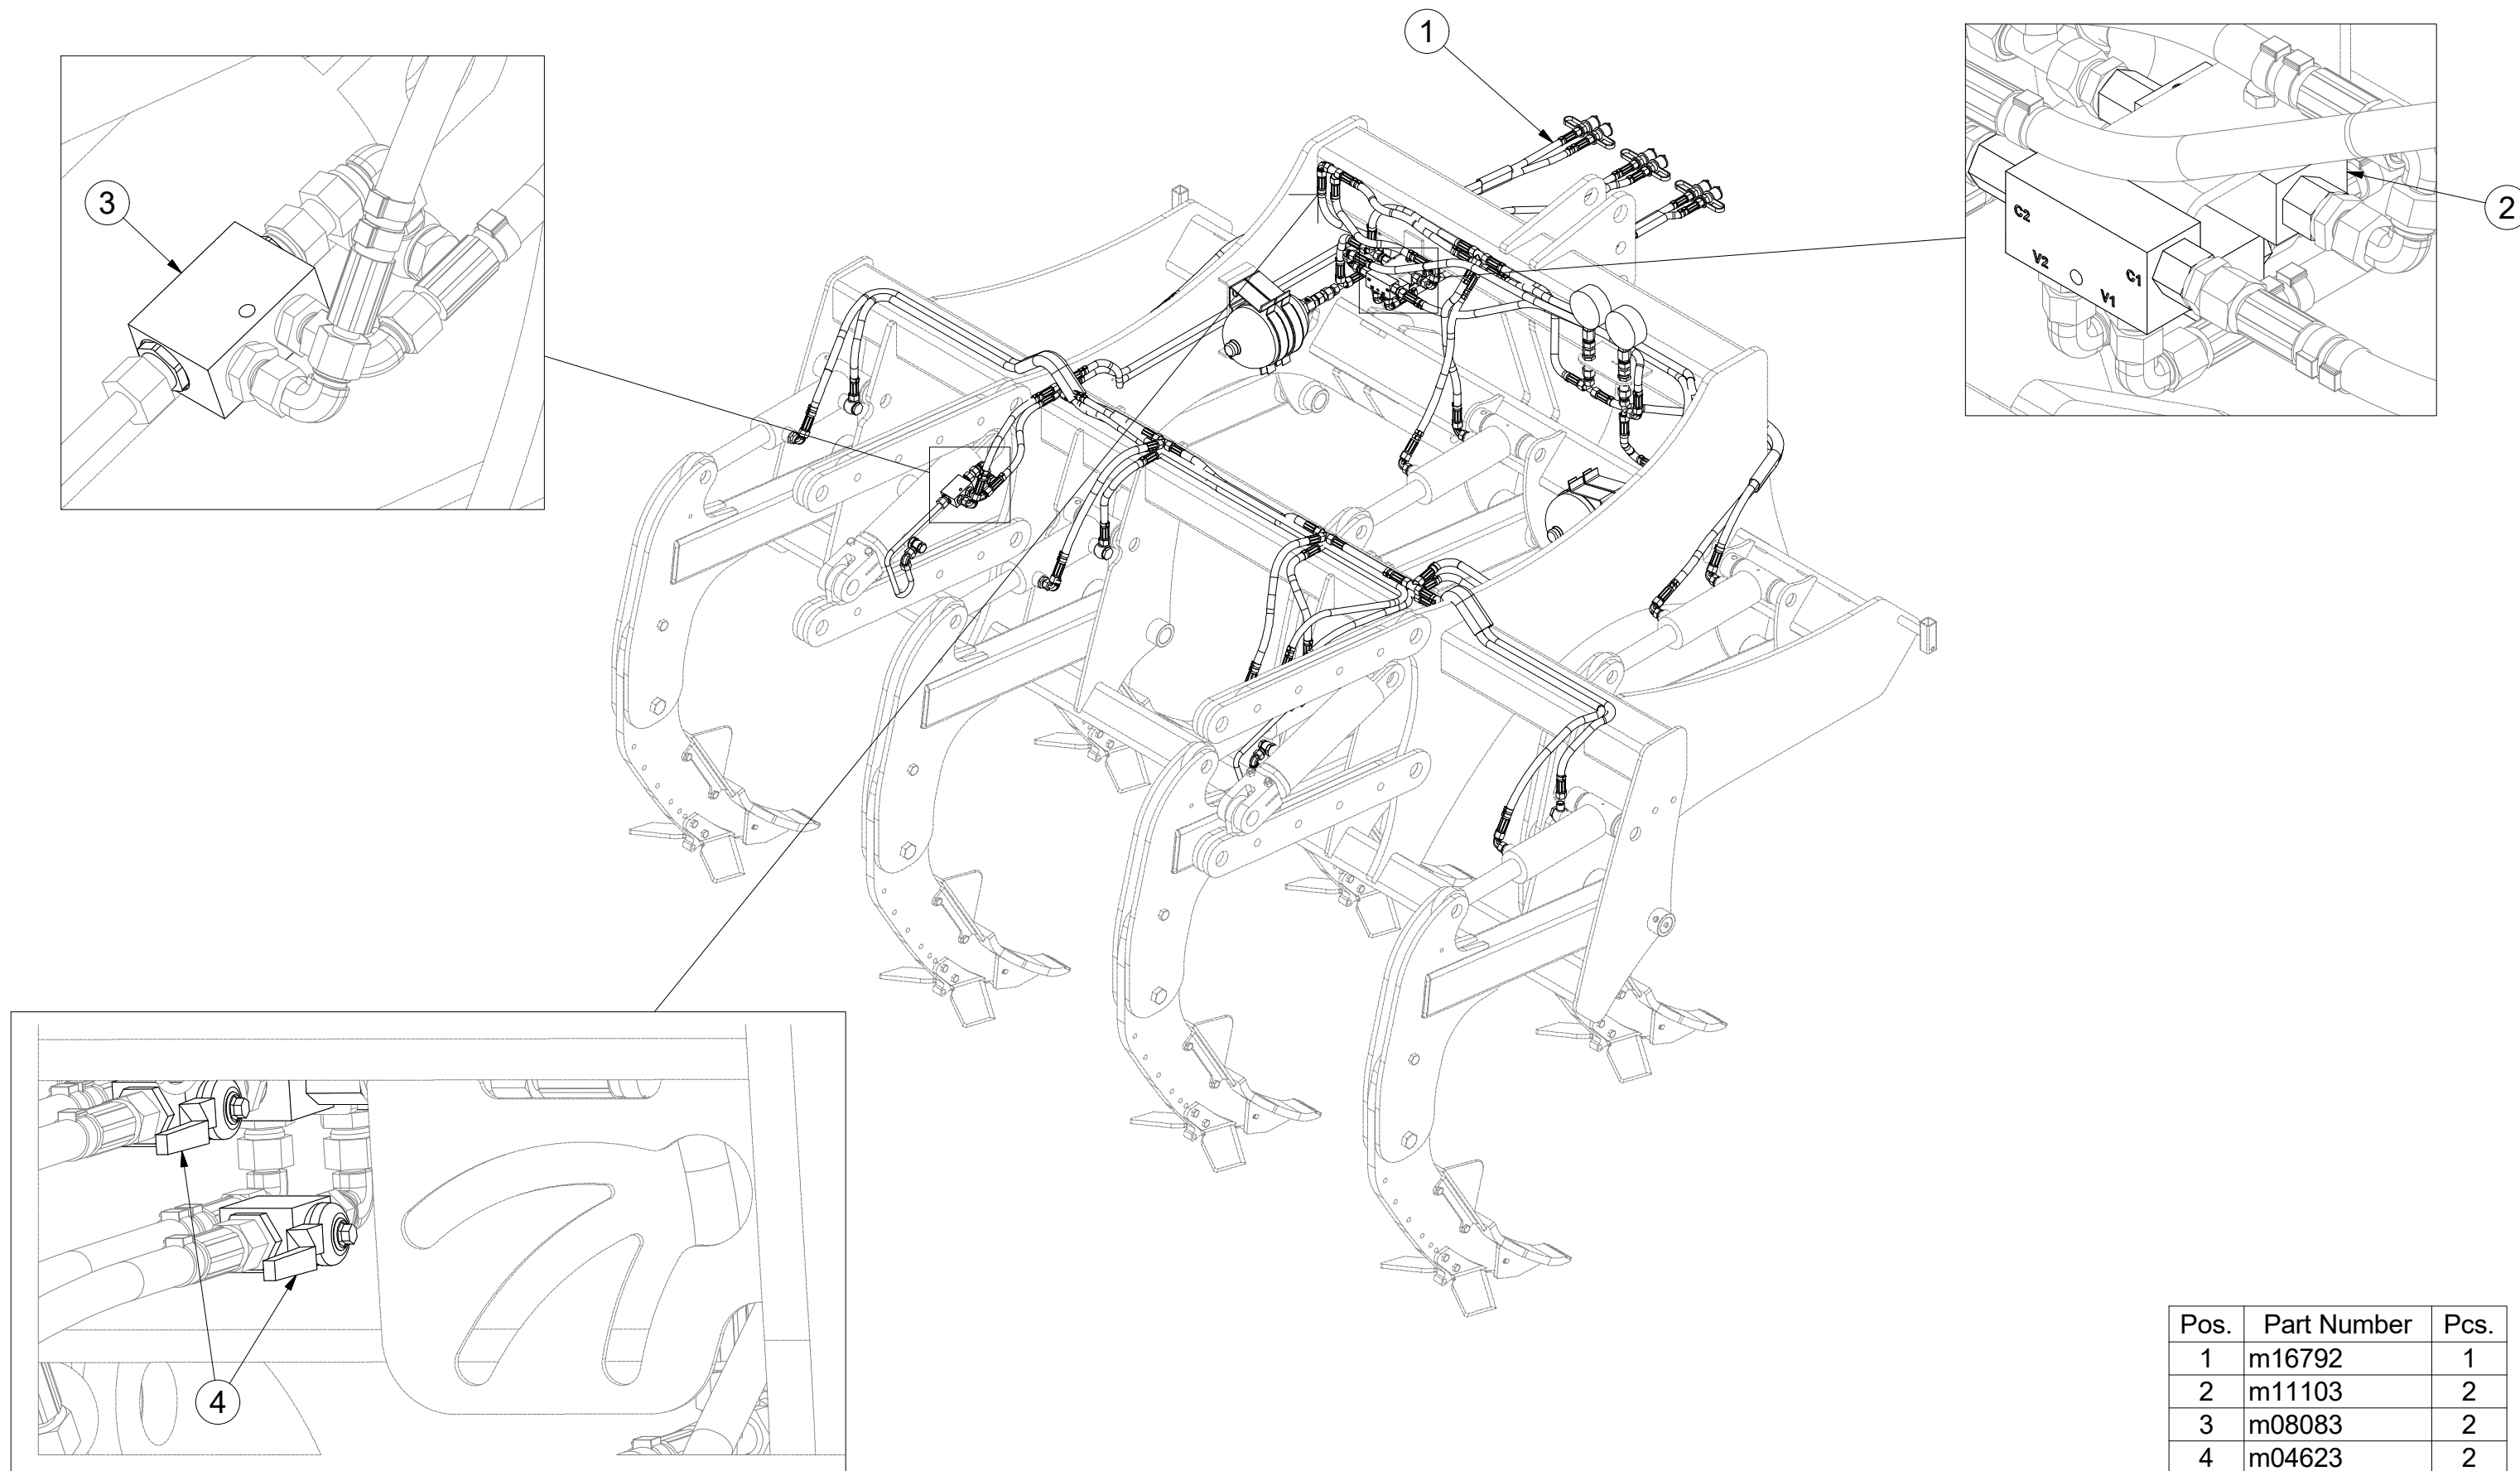 1
3
2
C2
V2
V1
C1
4
Pos. Part Number Pcs.
1 m16792 1
2 m11103 2
3 m08083 2
4 m04623 2